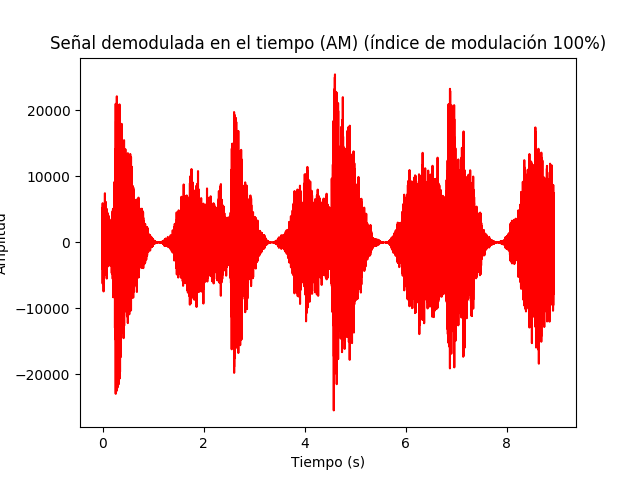 Señal demodulada en el tiempo (AM) (índice de modulación 100%)
20000
10000
0
−10000
−20000
Amplitud
0 2 4 6 8
Tiempo (s)